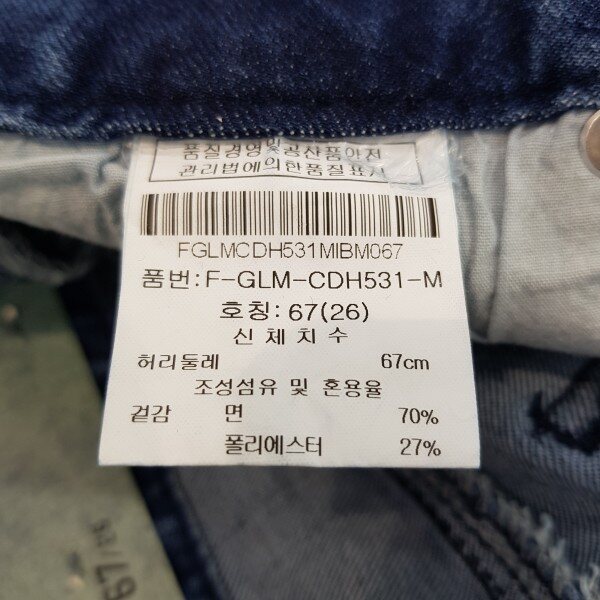 품질경영및공산품안전
관리법에의한품질표시
FGLMCDH531MIBM067
품번:F-GLM-CDH531-M
호칭: 67(26)
신체치수
허리둘레 67cm
조성섬유 및 혼용율
겉감 면 70%
폴리에스터 27%
67/26